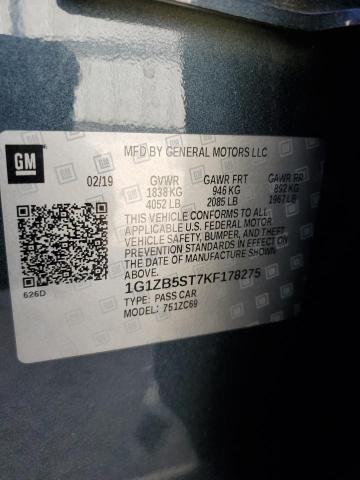 GM
MFD BY GENERAL MOTORS LLC
02/19 GVWR GAWR FRT GAWR RR
1838 KG 946 KG 892 KG
4052 LB 2085 LB 1967 LB
THIS VEHICLE CONFORMS TO ALL
APPLICABLE U.S. FEDERAL MOTOR
VEHICLE SAFETY, BUMPER, AND THEFT
PREVENTION STANDARDS IN EFFECT
ON THE DATE OF MANUFACTURE SHOWN
ABOVE.
1G1ZB5ST7KF178275
TYPE: PASS CAR
MODEL: 751ZC69
626D